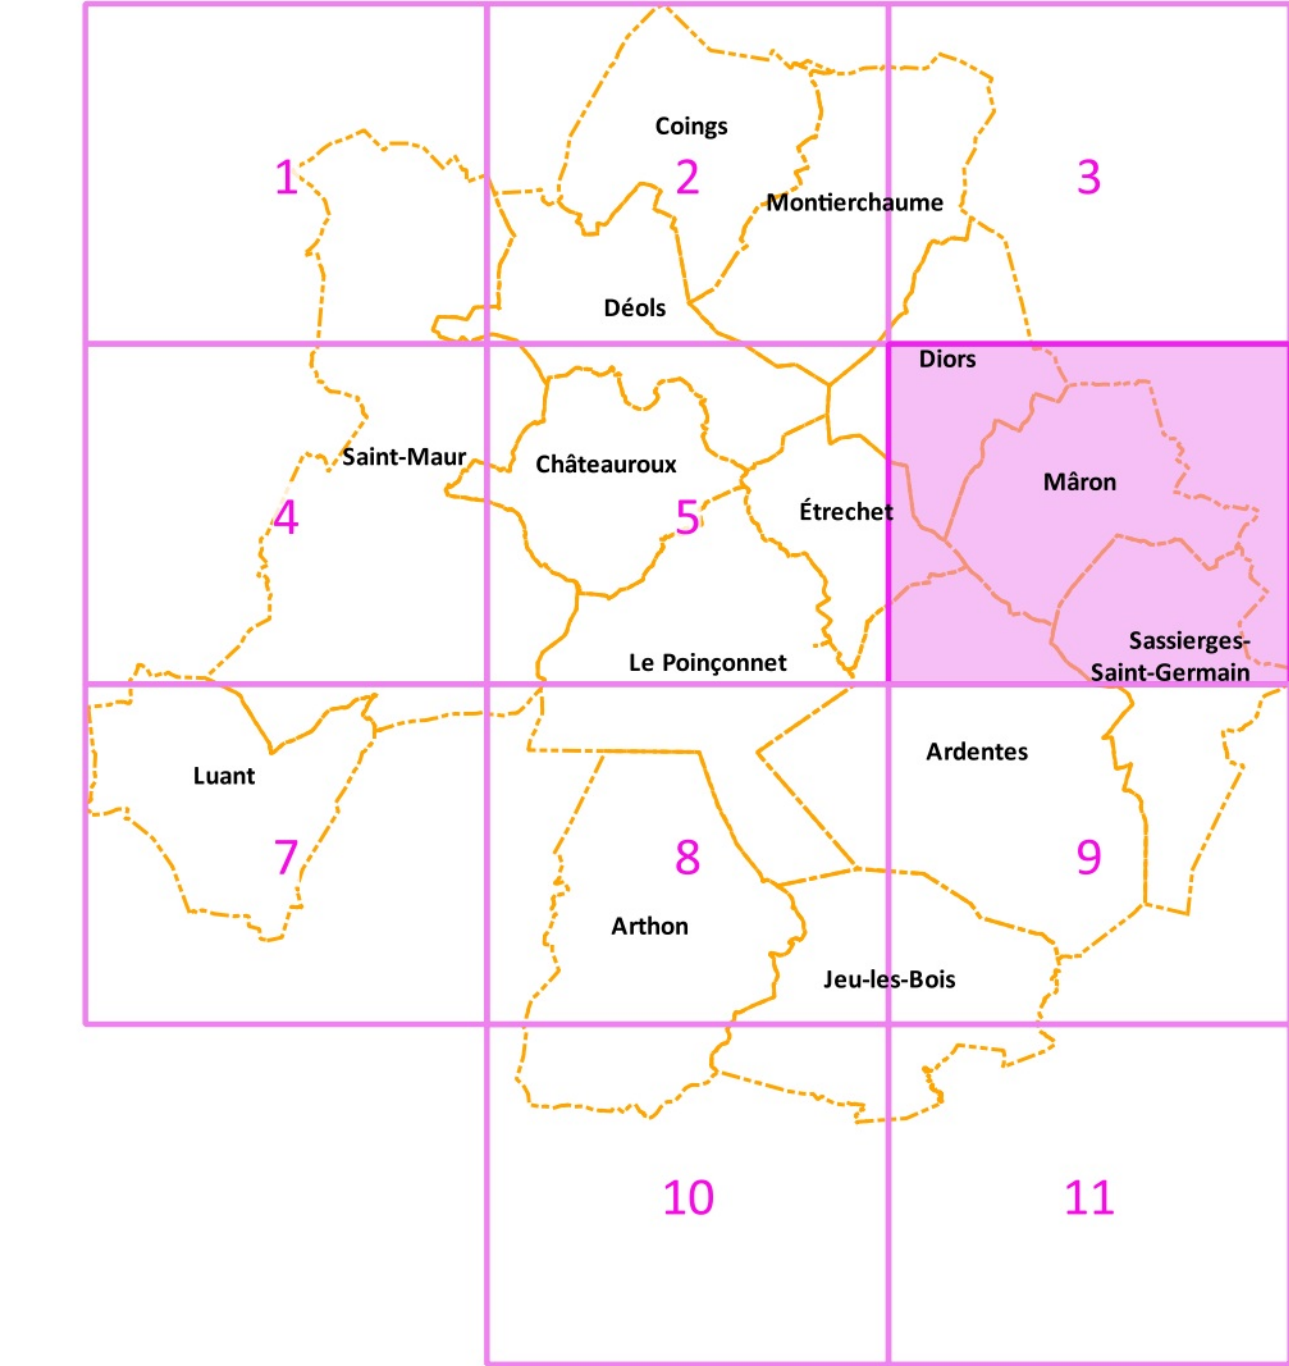 Coings
1
2
3
Montierchaume
Déols
Diors
Saint-Maur
Châteauroux
Mâron
4
5
Étrechet
Sassierges-
Saint-Germain
Le Poinçonnet
Ardentes
Luant
7
8
9
Arthon
Jeu-les-Bois
10
11